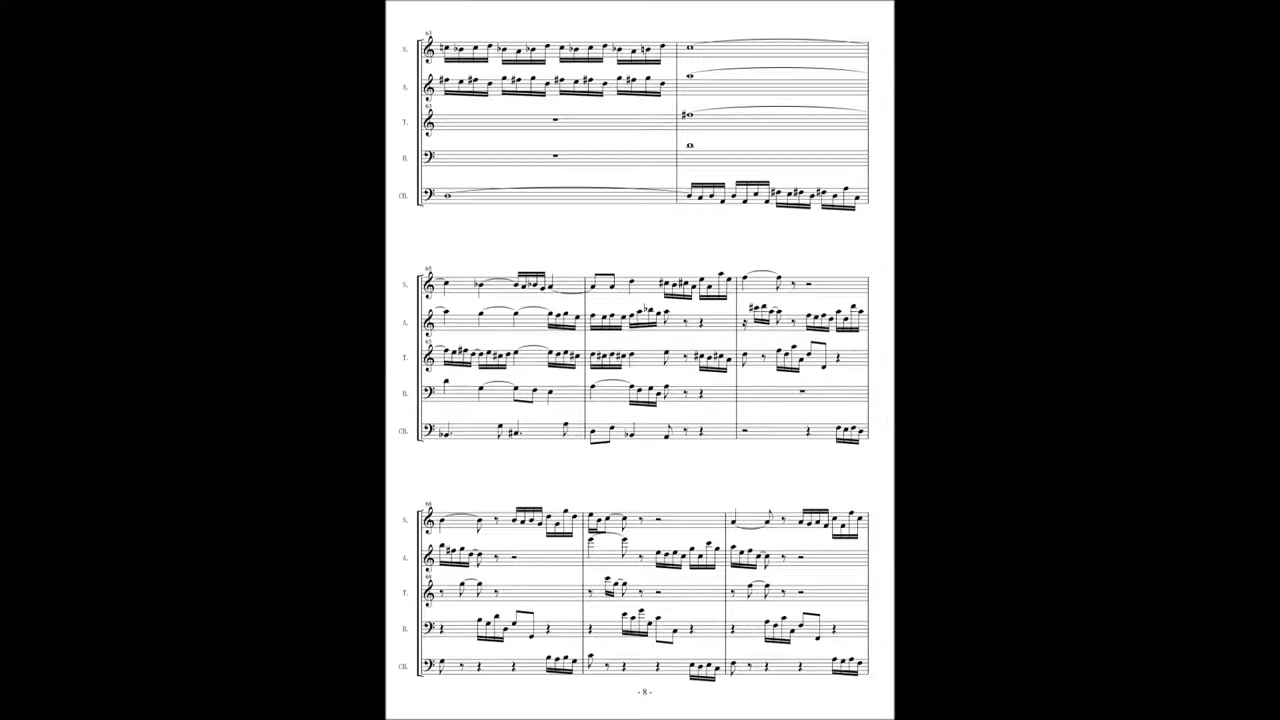 63
S.
A.
63
T.
B.
CB.
65
S.
A.
65
T.
B.
CB.
68
S.
A.
68
T.
B.
CB.
- 8 -